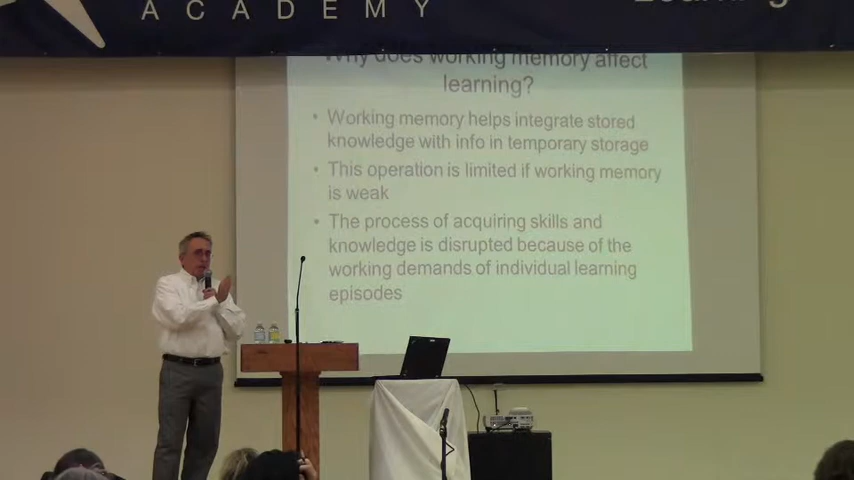 ACADEMY
Learning
Why does working memory affect
learning?
• Working memory helps integrate stored
knowledge with info in temporary storage
• This operation is limited if working memory
is weak
• The process of acquiring skills and
knowledge is disrupted because of the
working demands of individual learning
episodes